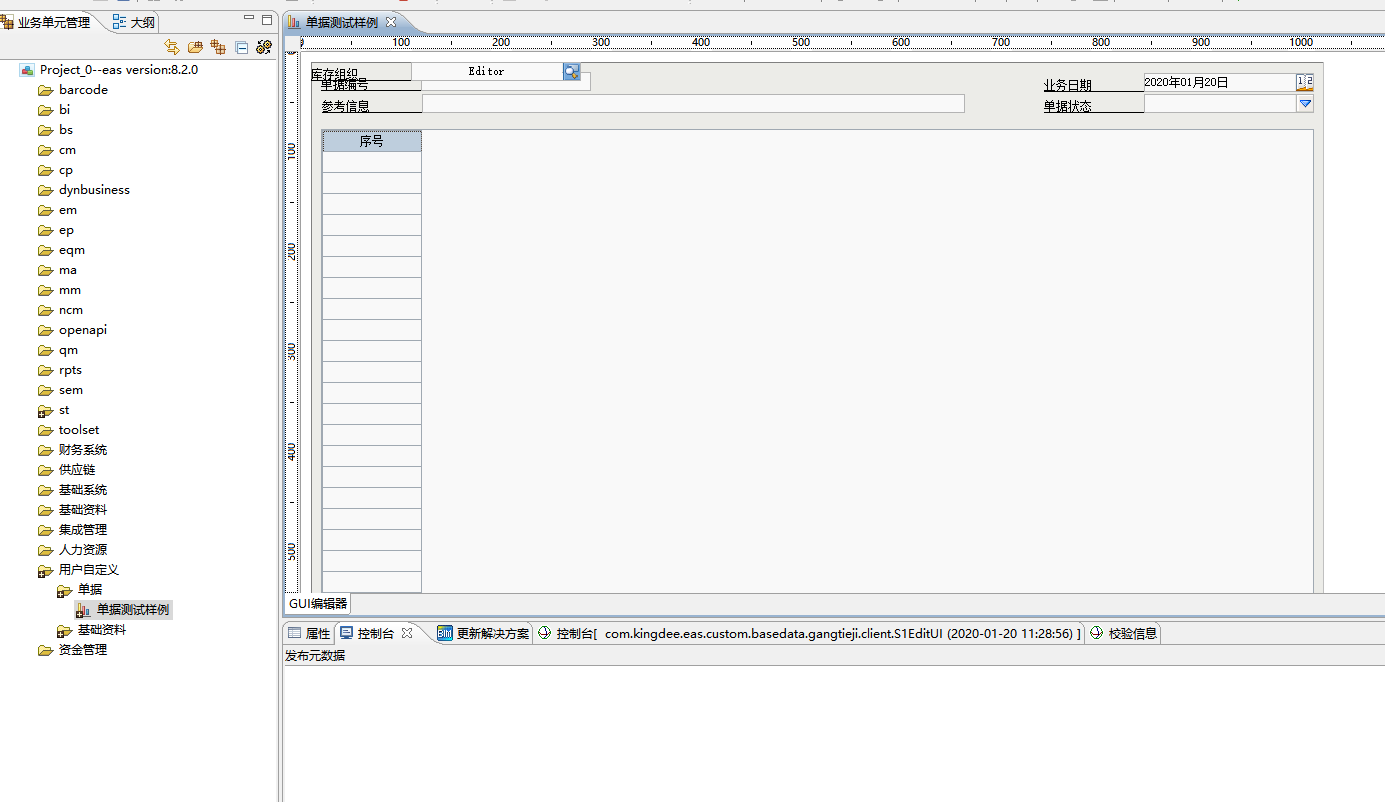 业务单元管理 大纲
Project_0--eas version:8.2.0
barcode
bi
bs
cm
cp
dynbusiness
em
ep
eqm
ma
mm
ncm
openapi
qm
rpts
sem
st
toolset
财务系统
供应链
基础系统
基础资料
集成管理
人力资源
用户自定义
单据
单据测试样例
基础资料
资金管理
单据测试样例
0 100 200 300 400 500 600 700 800 900 1000
库存组织 Editor
单据编号 业务日期 2020年01月20日
参考信息 单据状态
序号
100
200
300
400
500
GUI编辑器
属性 控制台 BIM 更新解决方案 控制台[ com.kingdee.eas.custom.basedata.gangtieji.client.S1EditUI (2020-01-20 11:28:56) ] 校验信息
发布元数据